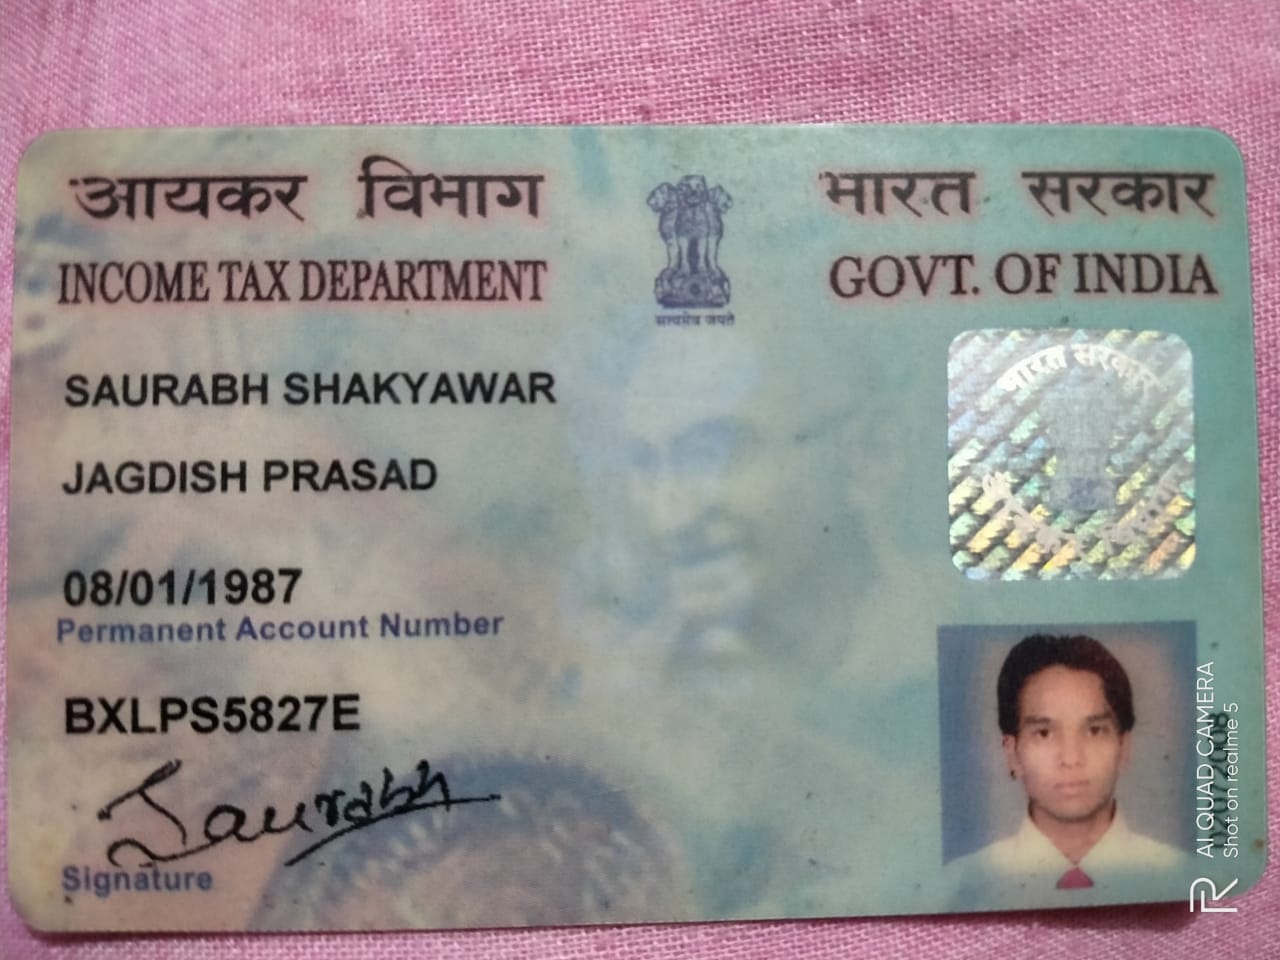 आयकर विभाग
INCOME TAX DEPARTMENT
सत्यमेव जयते
भारत सरकार
GOVT. OF INDIA
SAURABH SHAKYAWAR
JAGDISH PRASAD
08/01/1987
Permanent Account Number
BXLPS5827E
Saurabh
Signature
भारत सरकार
AI QUAD CAMERA
Shot on realme 5